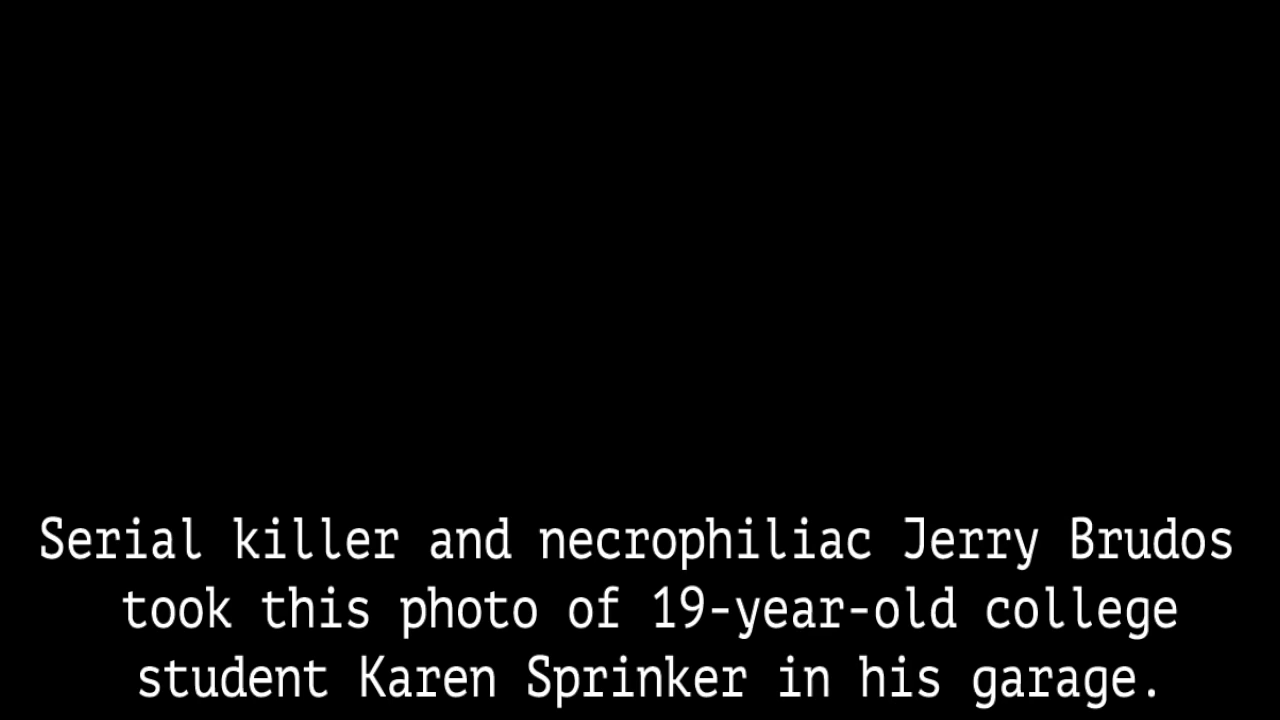 Serial killer and necrophiliac Jerry Brudos
took this photo of 19-year-old college
student Karen Sprinker in his garage.